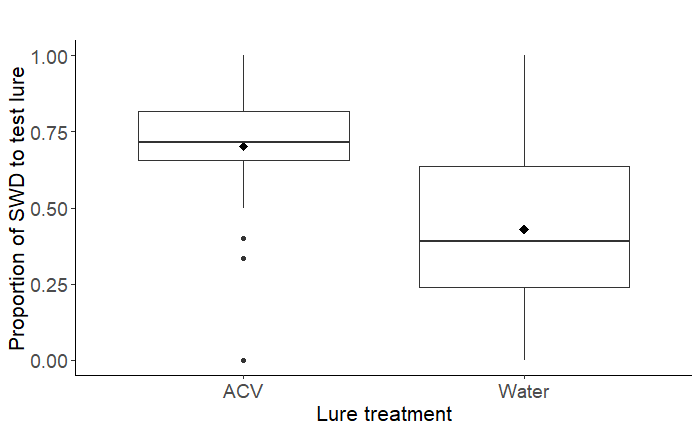 Proportion of SWD to test lure
1.00
0.75
0.50
0.25
0.00
ACV Water
Lure treatment